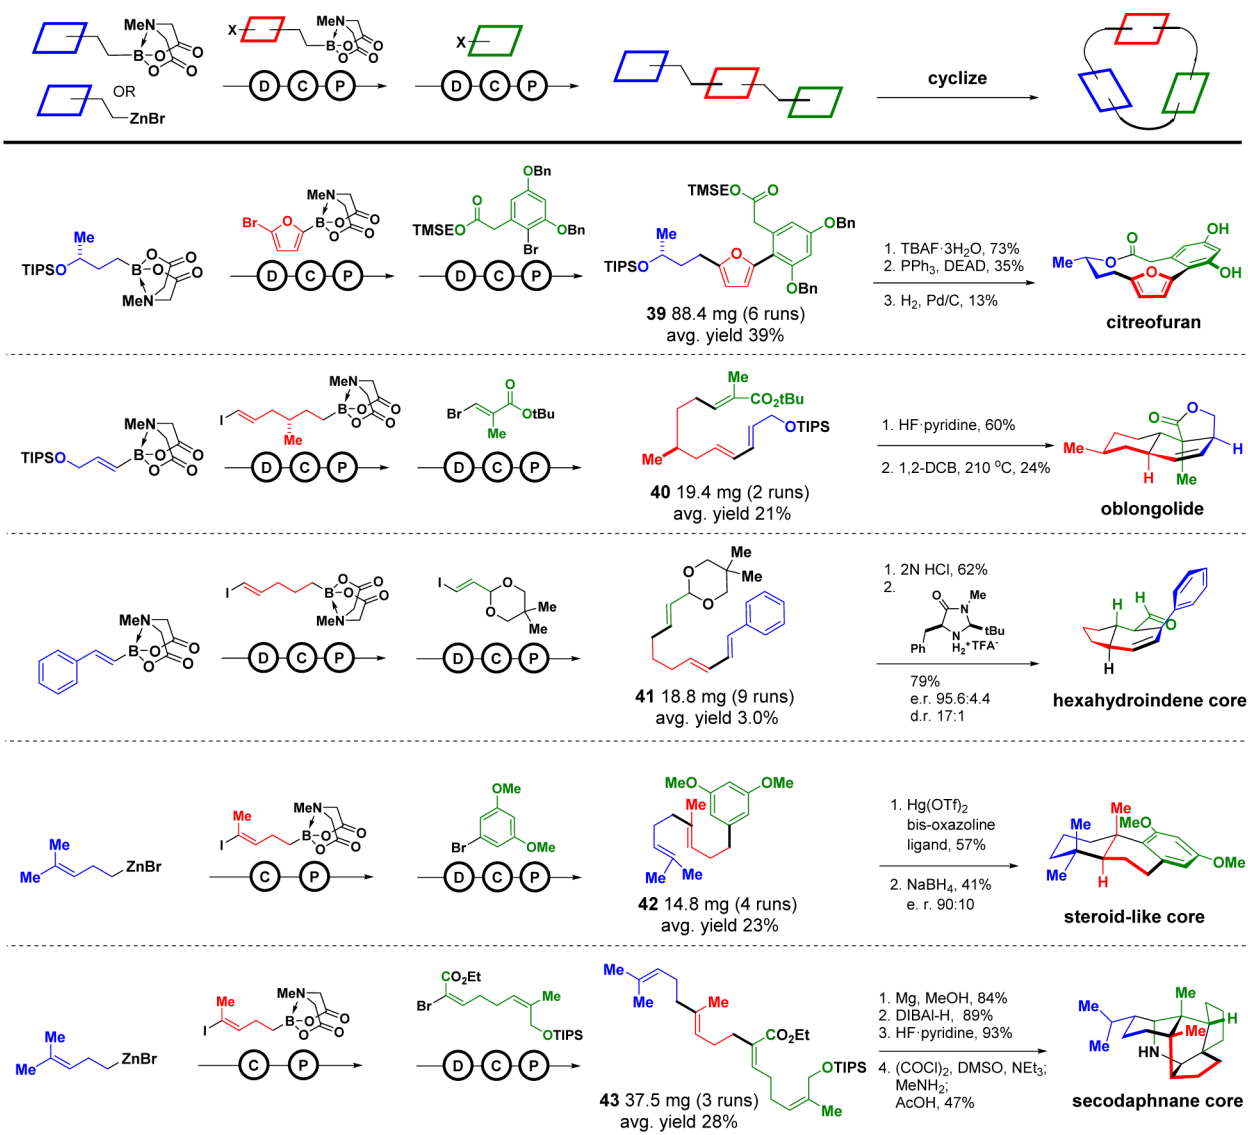 MeN
B
O
O
O
O
OR
ZnBr
X
MeN
B
O
O
O
O
D C P
X
D C P
cyclize
Me
TIPSO
B
O
O
O
O
MeN
Br
O
MeN
B
O
O
O
O
D C P
OBn
O
TMSEO
OBn
Br
D C P
TMSEO
O
Me
TIPSO
O
OBn
OBn
39 88.4 mg (6 runs)
avg. yield 39%
1. TBAF·3H2O, 73%
2. PPh3, DEAD, 35%
3. H2, Pd/C, 13%
OH
O
Me
O
O
OH
citreofuran
TIPSO
MeN
B
O
O
O
O
I
Me
MeN
B
O
O
O
O
D C P
Br
O
OtBu
Me
D C P
Me
CO2tBu
OTIPS
Me
40 19.4 mg (2 runs)
avg. yield 21%
1. HF·pyridine, 60%
2. 1,2-DCB, 210 oC, 24%
O
O
Me
H
H
Me
oblongolide
MeN
B
O
O
O
O
I
B
O
O
O
O
MeN
D C P
I
O
O
Me
Me
D C P
Me
Me
O
O
41 18.8 mg (9 runs)
avg. yield 3.0%
1. 2N HCl, 62%
2.
O
Me
N
tBu
Ph
N
H2+TFA-
79%
e.r. 95.6:4.4
d.r. 17:1
H
H
O
H
hexahydroindene core
Me
ZnBr
Me
I
MeN
B
O
O
O
O
C P
OMe
Br
OMe
D C P
MeO
OMe
Me
Me
Me
42 14.8 mg (4 runs)
avg. yield 23%
1. Hg(OTf)2
bis-oxazoline
ligand, 57%
2. NaBH4, 41%
e. r. 90:10
Me
Me
MeO
OMe
Me
H
steroid-like core
Me
Me
ZnBr
Me
I
MeN
B
O
O
O
O
C P
CO2Et
Br
Me
OTIPS
D C P
Me
Me
Me
CO2Et
OTIPS
Me
43 37.5 mg (3 runs)
avg. yield 28%
1. Mg, MeOH, 84%
2. DIBAl-H, 89%
3. HF·pyridine, 93%
4. (COCl)2, DMSO, NEt3;
MeNH2;
AcOH, 47%
Me
H
Me
Me
Me
HN
secodaphnane core